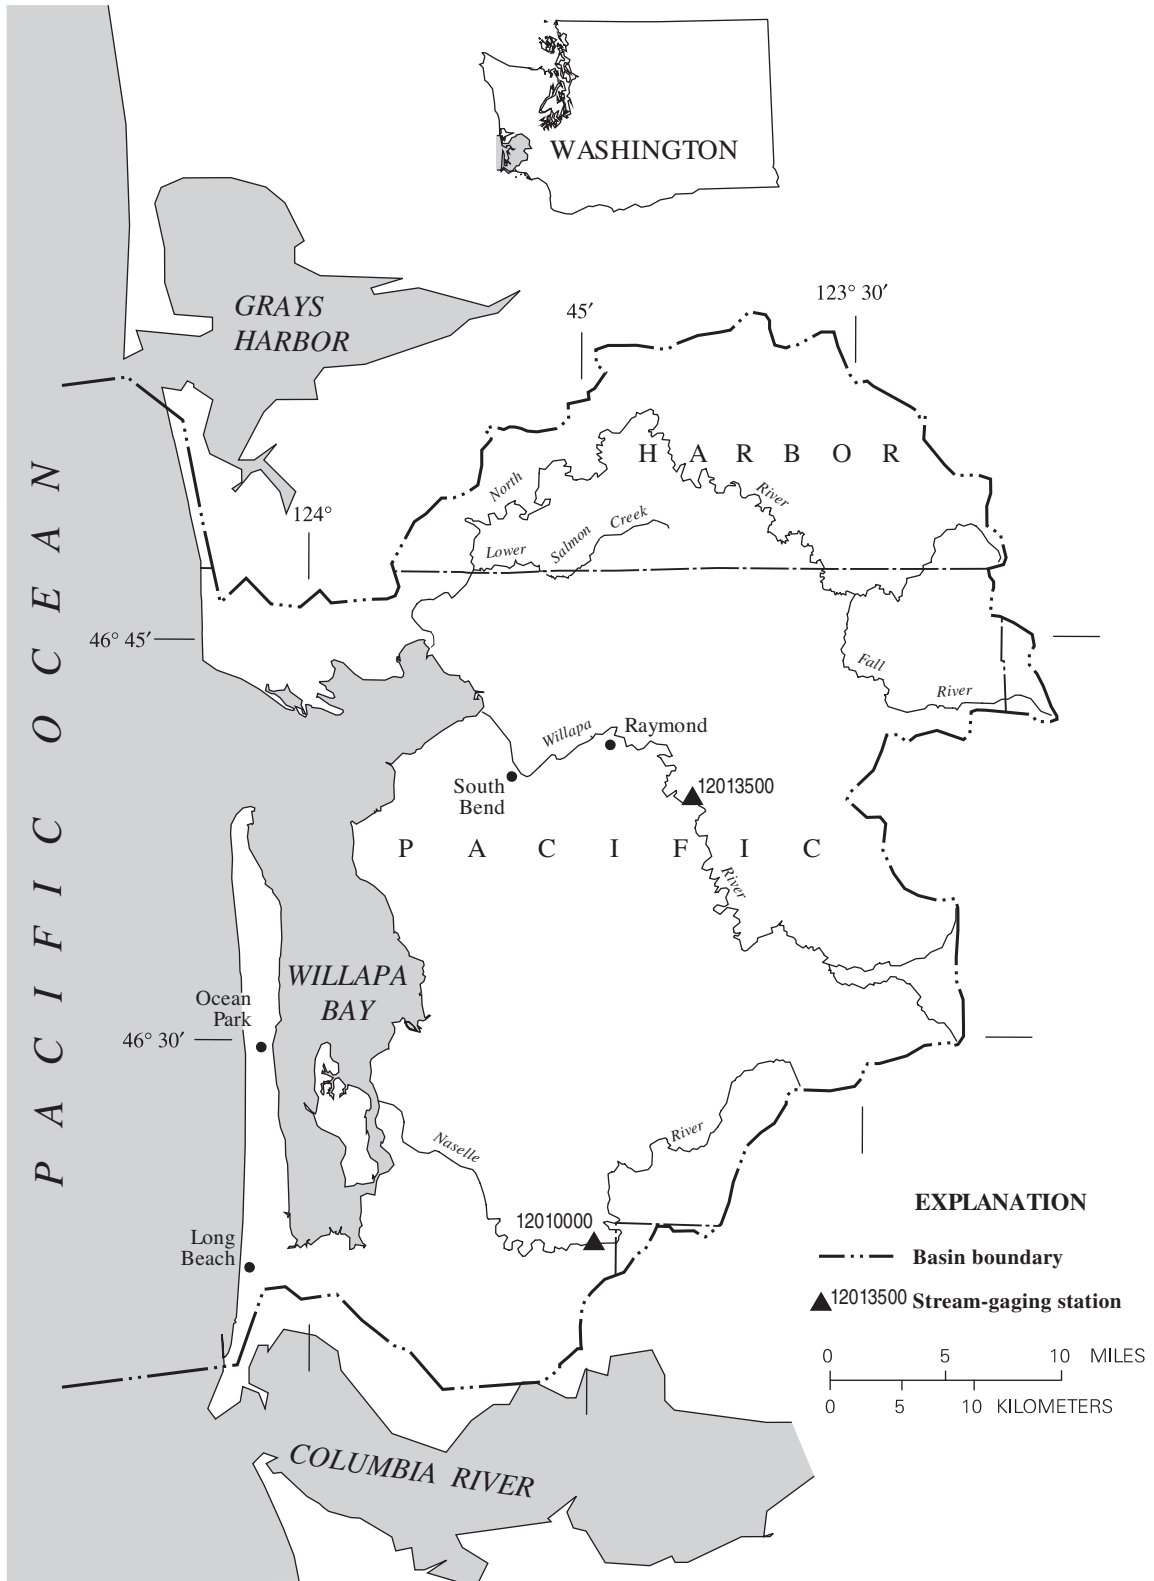 WASHINGTON
GRAYS
HARBOR
45′
123° 30′
H A R B O R
North
River
124°
Lower
Salmon
Creek
46° 45′
Fall
River
Willapa
Raymond
South
Bend
12013500
P A C I F I C
River
PACIFIC OCEAN
WILLAPA
BAY
Ocean
Park
46° 30′
Naselle
River
12010000
Long
Beach
EXPLANATION
Basin boundary
12013500 Stream-gaging station
0 5 10 MILES
0 5 10 KILOMETERS
COLUMBIA RIVER